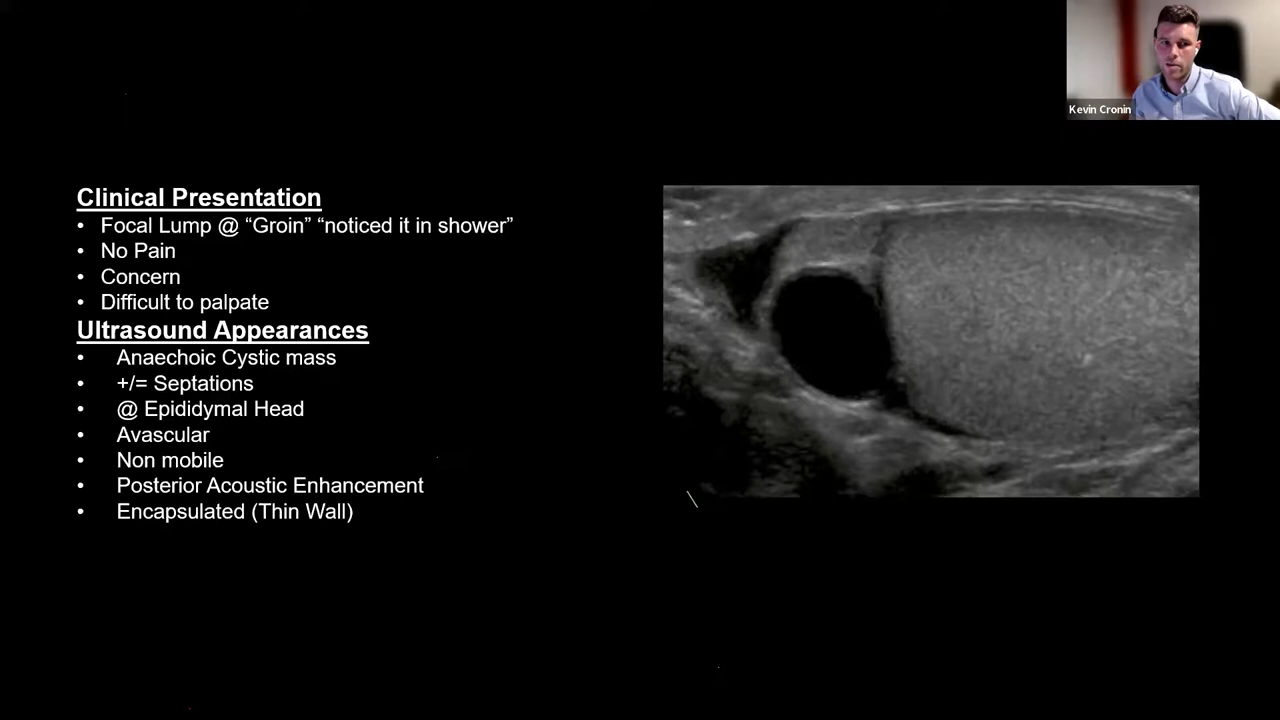 Kevin Cronin
Clinical Presentation
• Focal Lump @ “Groin” “noticed it in shower”
• No Pain
• Concern
• Difficult to palpate
Ultrasound Appearances
• Anaechoic Cystic mass
• +/= Septations
• @ Epididymal Head
• Avascular
• Non mobile
• Posterior Acoustic Enhancement
• Encapsulated (Thin Wall)